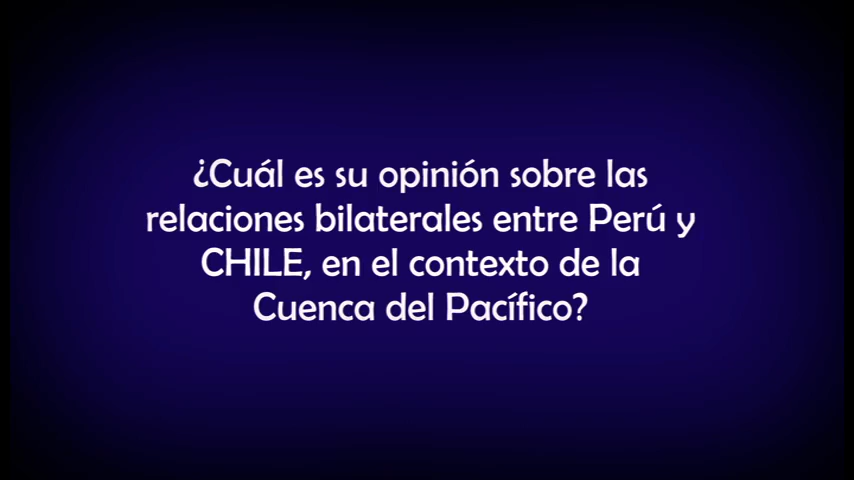 ¿Cuál es su opinión sobre las
relaciones bilaterales entre Perú y
CHILE, en el contexto de la
Cuenca del Pacífico?